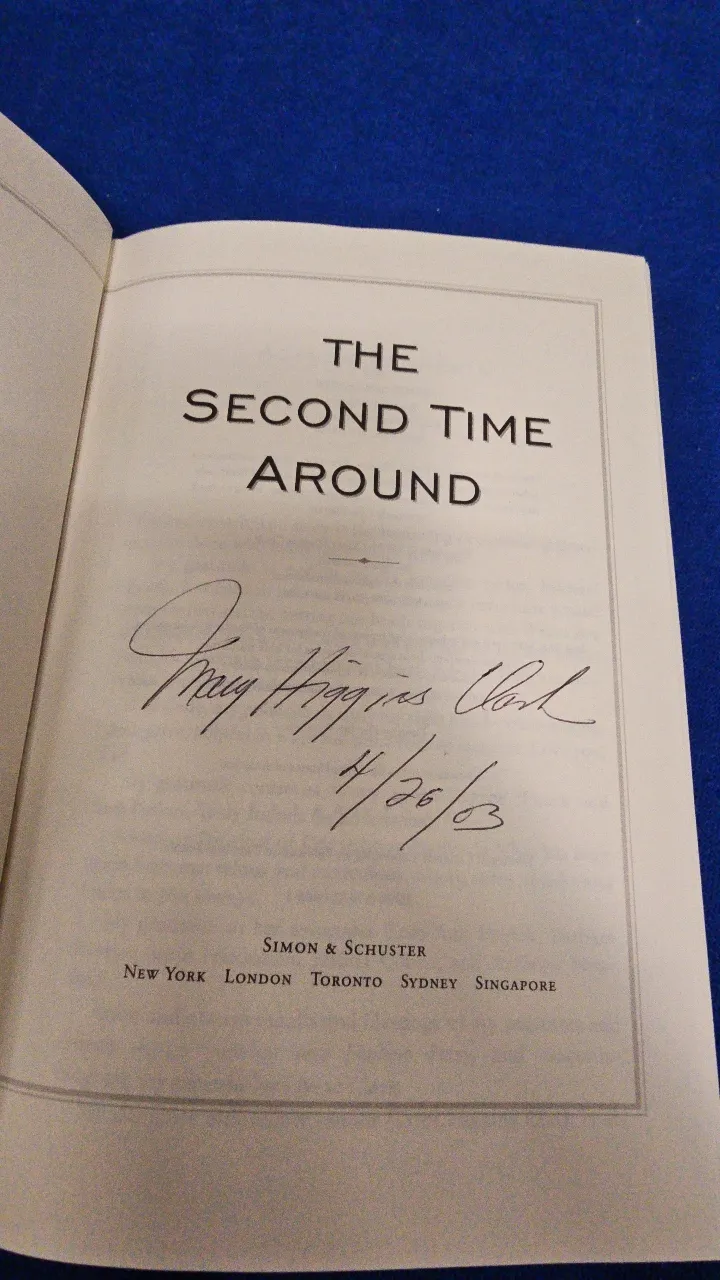 THE
SECOND TIME
AROUND
Mary Higgins Clark
4/26/03
SIMON & SCHUSTER
NEW YORK LONDON TORONTO SYDNEY SINGAPORE